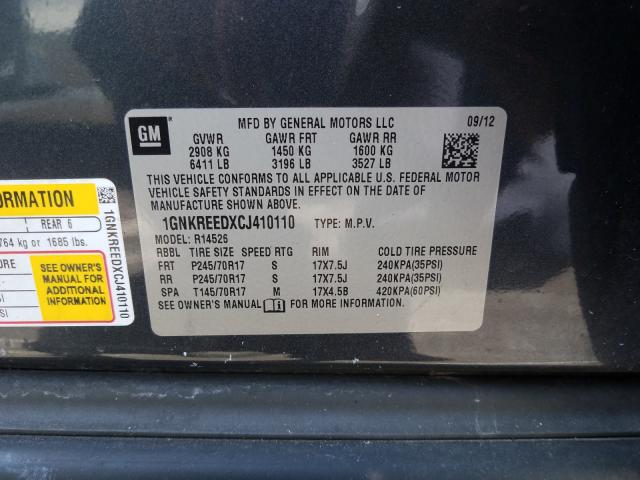 GM
MFD BY GENERAL MOTORS LLC 09/12
GVWR GAWR FRT GAWR RR
2908 KG 1450 KG 1600 KG
6411 LB 3196 LB 3527 LB
THIS VEHICLE CONFORMS TO ALL APPLICABLE U.S. FEDERAL MOTOR
VEHICLE SAFETY STANDARDS IN EFFECT ON THE DATE OF
MANUFACTURE SHOWN ABOVE.
1GNKREEDXCJ410110 TYPE: M.P.V.
MODEL: R14526
RBBL TIRE SIZE SPEED RTG RIM COLD TIRE PRESSURE
FRT P245/70R17 S 17X7.5J 240KPA(35PSI)
RR P245/70R17 S 17X7.5J 240KPA(35PSI)
SPA T145/70R17 M 17X4.5B 420KPA(60PSI)
SEE OWNER'S MANUAL FOR MORE INFORMATION
ORMATION
REAR 6
764 kg or 1685 lbs.
SEE OWNER'S
MANUAL FOR
ADDITIONAL
INFORMATION
1GNKREEDXCJ410110